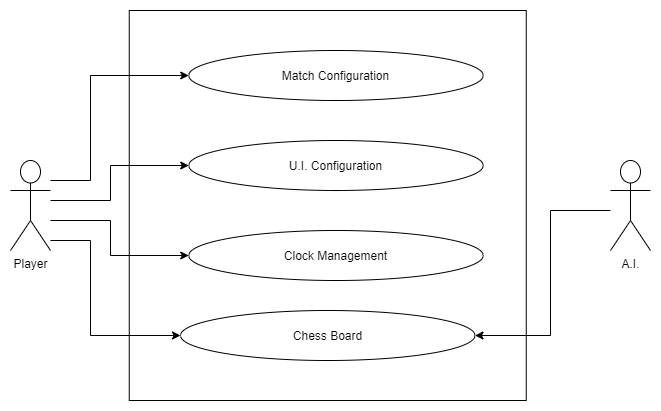 Match Configuration
U.I. Configuration
Clock Management
Player
A.I.
Chess Board